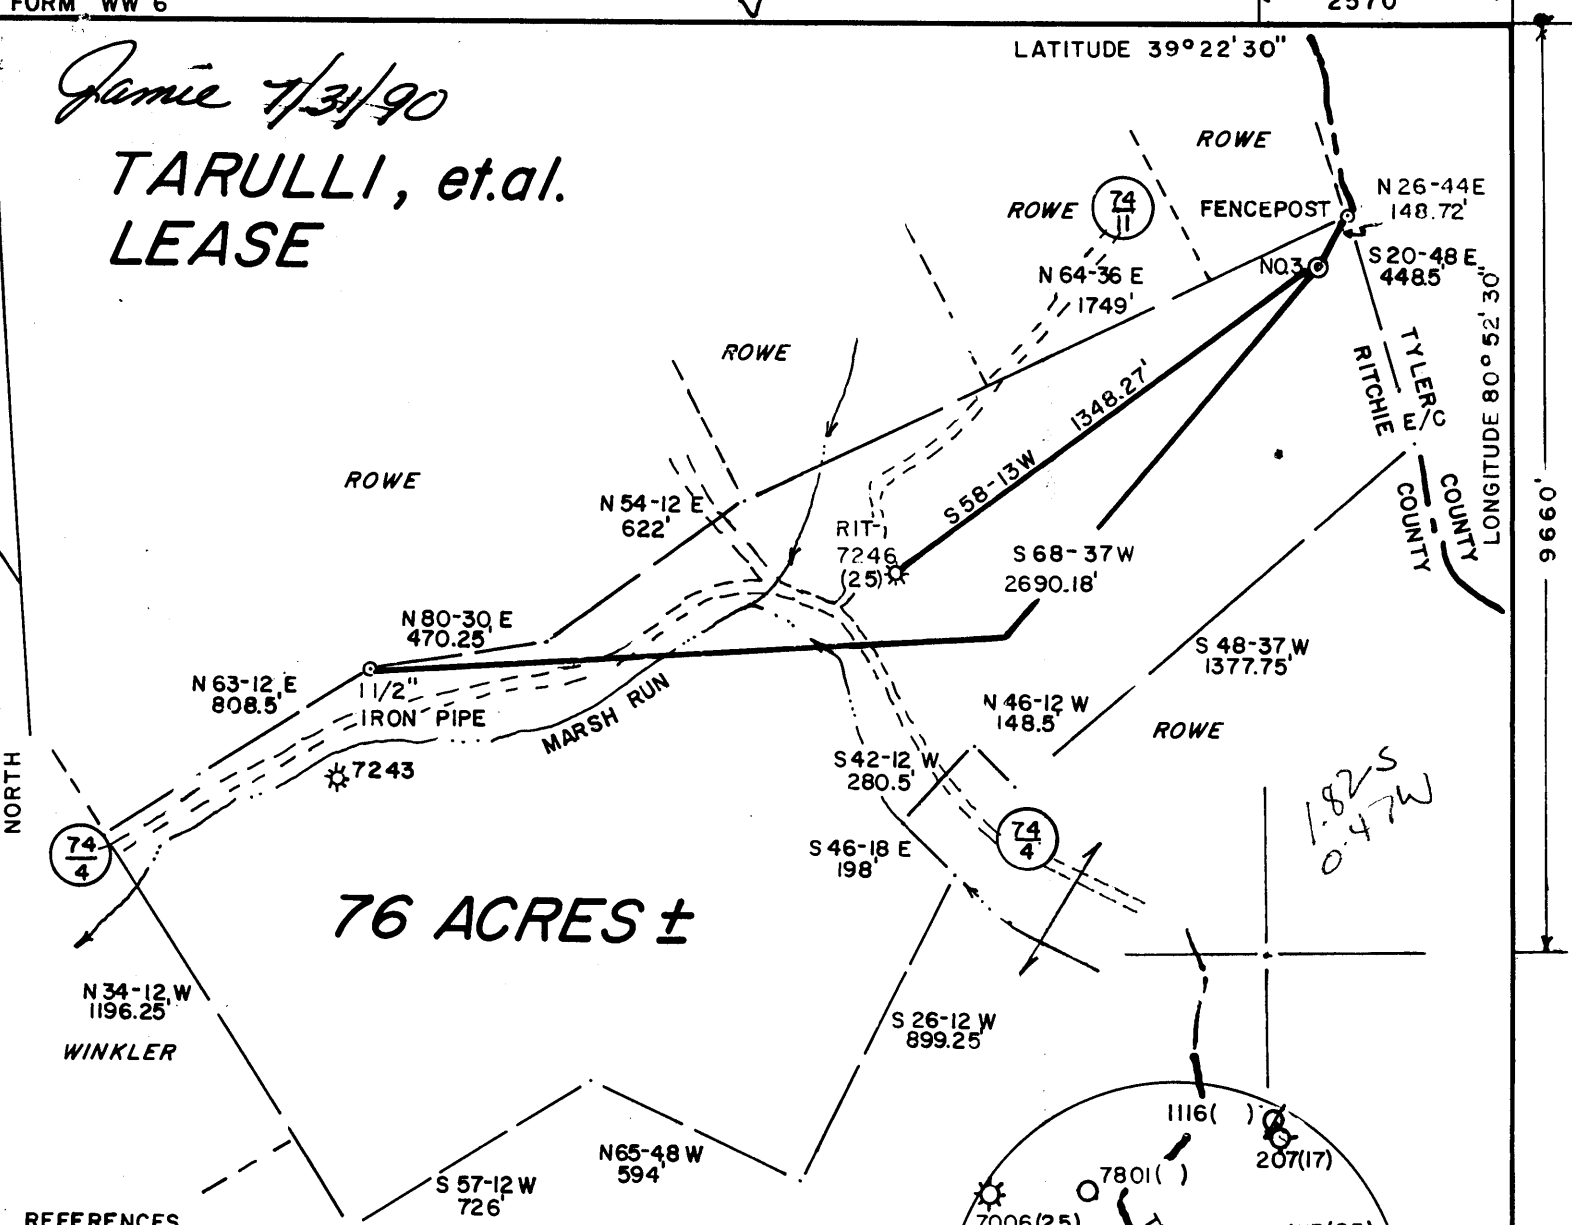 FORM WW 6
2570
LATITUDE 39°22'30"
Jamie 7/31/90
TARULLI, et.al.
LEASE
ROWE
N 26-44E
148.72'
ROWE
74
11
FENCEPOST
N 64-36 E
1749'
NO.3
S 20-48 E
448.5'
LONGITUDE 80° 52' 30"
ROWE
TYLER
RITCHIE
E/C
COUNTY
COUNTY
1348.27'
S 58-13W
9660'
ROWE
N 54-12 E
622'
RIT-
7246
(25)
S 68-37W
2690.18'
N 80-30 E
470.25'
S 48-37 W
1377.75'
N 63-12 E
808.5'
1 1/2"
IRON PIPE
MARSH RUN
N 46-12 W
148.5'
ROWE
NORTH
7243
S 42-12 W
280.5'
1.82 S
0.47 W
74
4
S 46-18 E
198'
74
4
76 ACRES ±
N 34-12 W
1196.25'
WINKLER
S 26-12 W
899.25'
1116( )
207(17)
N65-48 W
594'
S 57-12 W
726'
7801( )
7006(25)
REFERENCES